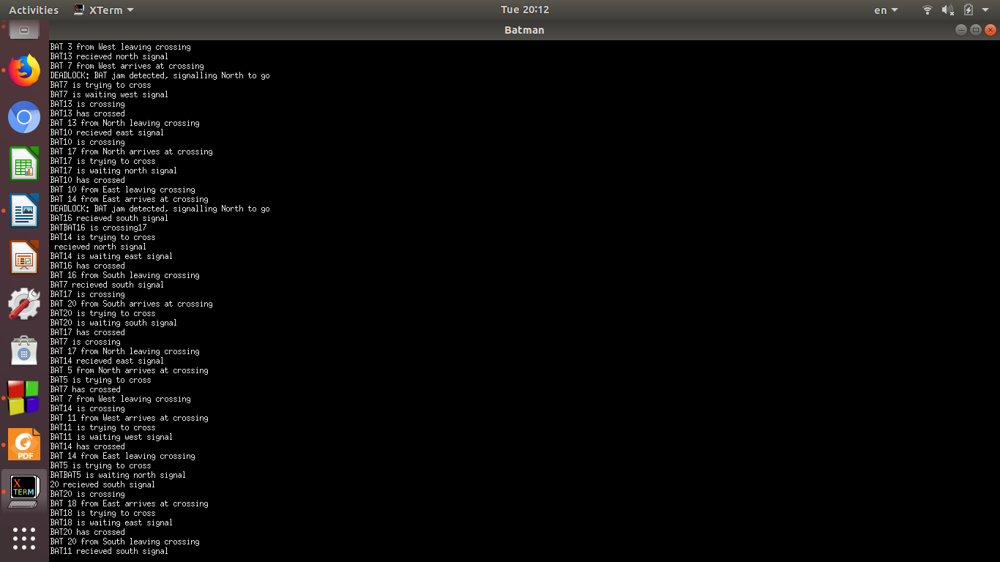 Activities
XTerm
Tue 20:12
en
Batman
BAT 3 from West leaving crossing
BAT13 recieved north signal
BAT 7 from West arrives at crossing
DEADLOCK: BAT jam detected, signalling North to go
BAT7 is trying to cross
BAT7 is waiting west signal
BAT13 is crossing
BAT13 has crossed
BAT 13 from North leaving crossing
BAT10 recieved east signal
BAT10 is crossing
BAT 17 from North arrives at crossing
BAT17 is trying to cross
BAT17 is waiting north signal
BAT10 has crossed
BAT 10 from East leaving crossing
BAT 14 from East arrives at crossing
DEADLOCK: BAT jam detected, signalling North to go
BAT16 recieved south signal
BATBAT16 is crossing17
BAT14 is trying to cross
 recieved north signal
BAT14 is waiting east signal
BAT16 has crossed
BAT 16 from South leaving crossing
BAT7 recieved south signal
BAT17 is crossing
BAT 20 from South arrives at crossing
BAT20 is trying to cross
BAT20 is waiting south signal
BAT17 has crossed
BAT7 is crossing
BAT 17 from North leaving crossing
BAT14 recieved east signal
BAT 5 from North arrives at crossing
BAT5 is trying to cross
BAT7 has crossed
BAT 7 from West leaving crossing
BAT14 is crossing
BAT 11 from West arrives at crossing
BAT11 is trying to cross
BAT11 is waiting west signal
BAT14 has crossed
BAT 14 from East leaving crossing
BAT5 is trying to cross
BATBAT5 is waiting north signal
20 recieved south signal
BAT20 is crossing
BAT 18 from East arrives at crossing
BAT18 is trying to cross
BAT18 is waiting east signal
BAT20 has crossed
BAT 20 from South leaving crossing
BAT11 recieved south signal
PDF
X
TERM